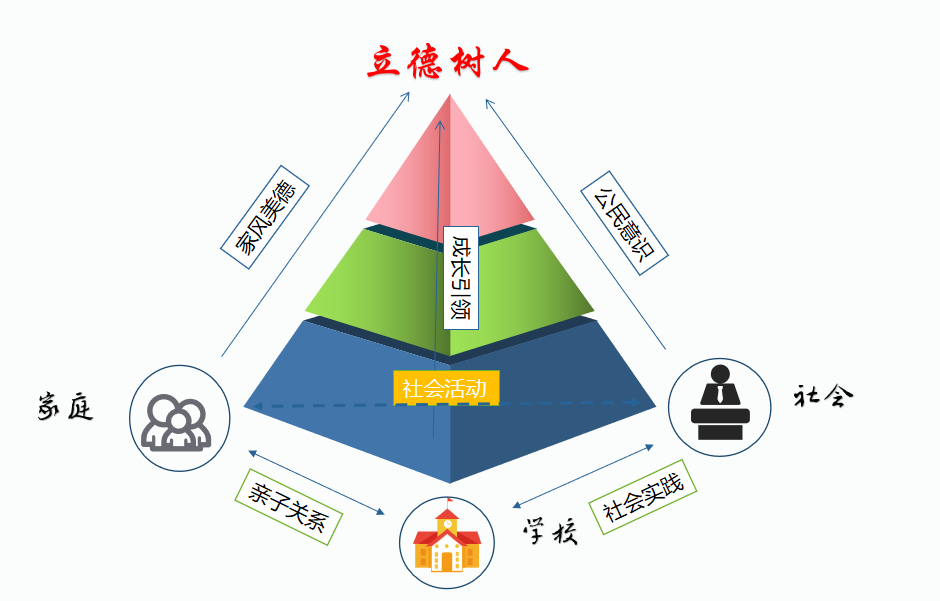 立德树人
家风美德
公民意识
成长引领
社会活动
家庭
社会
亲子关系
社会实践
学校